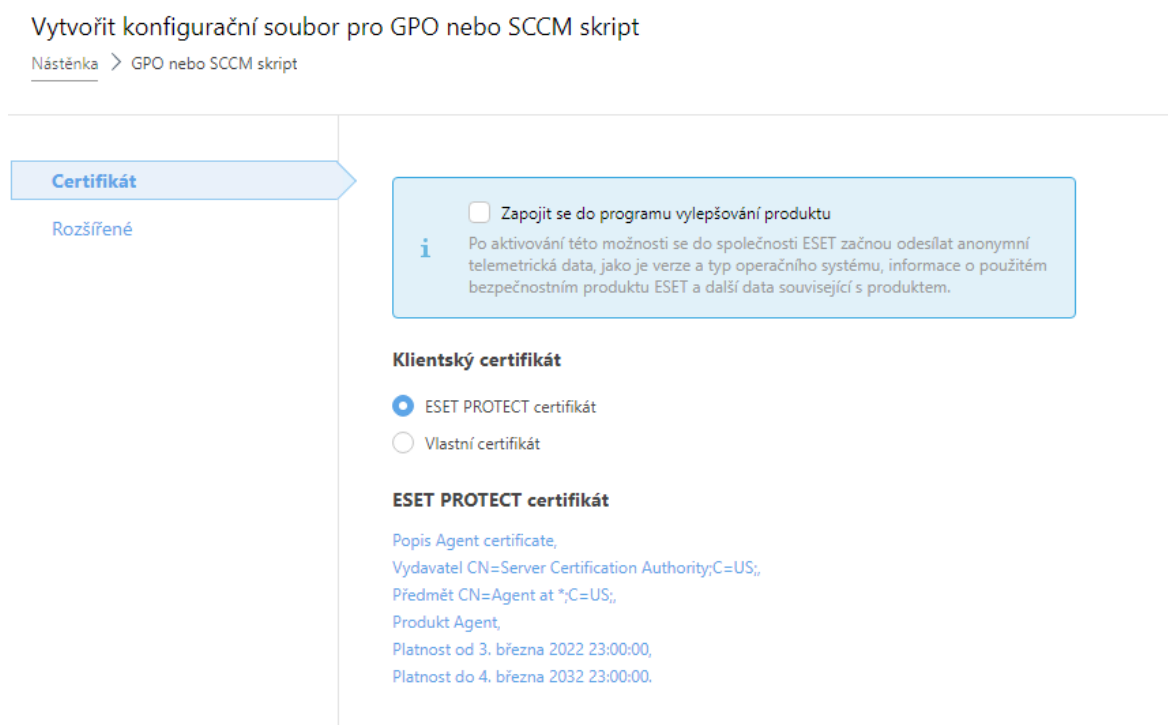 Vytvořit konfigurační soubor pro GPO nebo SCCM skript
Nástěnka > GPO nebo SCCM skript
Certifikát
Rozšířené
Zapojit se do programu vylepšování produktu
Po aktivování této možnosti se do společnosti ESET začnou odesílat anonymní
telemetrická data, jako je verze a typ operačního systému, informace o použitém
bezpečnostním produktu ESET a další data související s produktem.
Klientský certifikát
ESET PROTECT certifikát
Vlastní certifikát
ESET PROTECT certifikát
Popis Agent certificate,
Vydavatel CN=Server Certification Authority;C=US;,
Předmět CN=Agent at *;C=US;,
Produkt Agent,
Platnost od 3. března 2022 23:00:00,
Platnost do 4. března 2032 23:00:00.